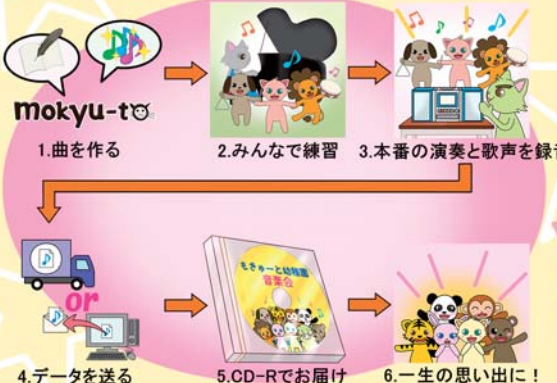 mokyu-to
1.曲を作る
2.みんなで練習
3.本番の演奏と歌声を録音
or
もきゅーと幼稚園
音楽会
4.データを送る
5.CD-Rでお届け
6.一生の思い出に！